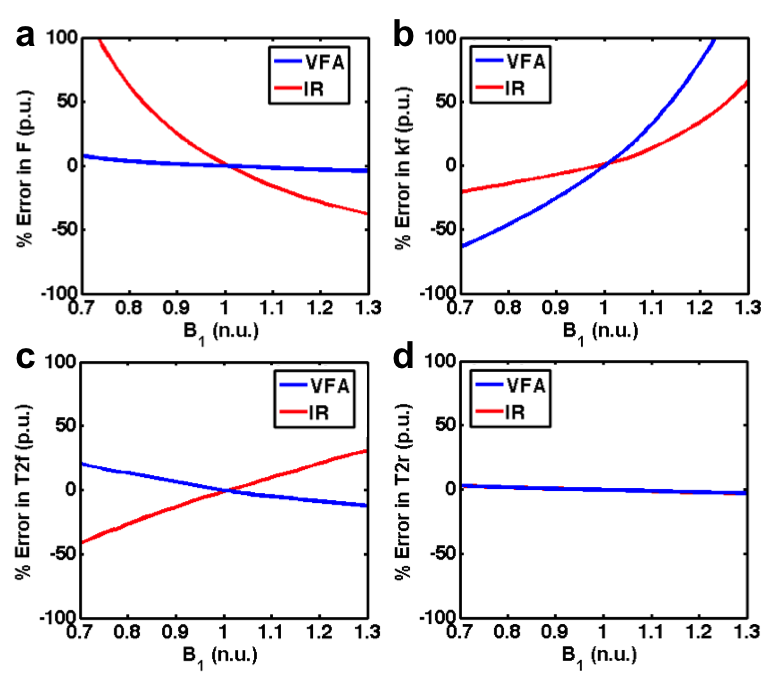 a
100
50
0
-50
-100
% Error in F (p.u.)
VFA
IR
0.7 0.8 0.9 1 1.1 1.2 1.3
B1 (n.u.)
b
100
50
0
-50
-100
% Error in kf (p.u.)
VFA
IR
0.7 0.8 0.9 1 1.1 1.2 1.3
B1 (n.u.)
c
100
50
0
-50
-100
% Error in T2f (p.u.)
VFA
IR
0.7 0.8 0.9 1 1.1 1.2 1.3
B1 (n.u.)
d
100
50
0
-50
-100
% Error in T2r (p.u.)
VFA
IR
0.7 0.8 0.9 1 1.1 1.2 1.3
B1 (n.u.)